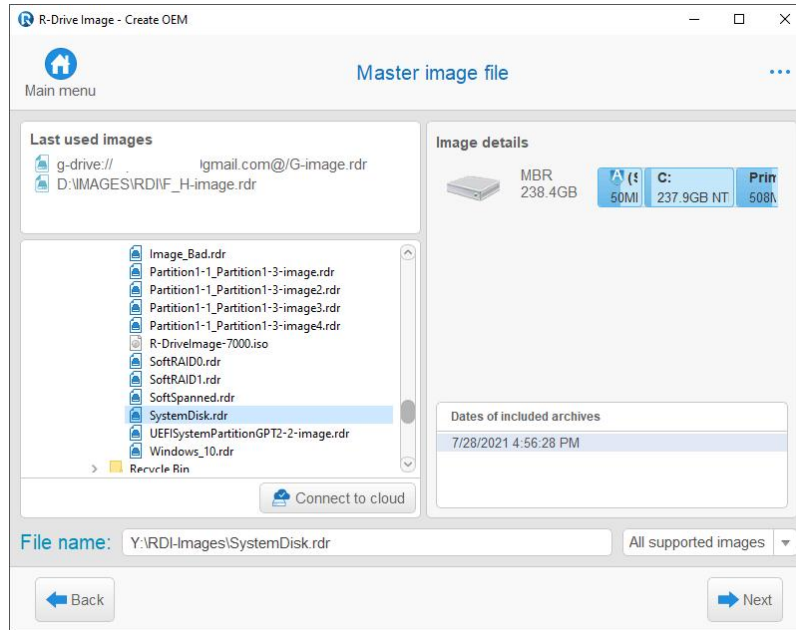 R-Drive Image - Create OEM
Main menu
Master image file
Last used images
g-drive:// gmail.com@/G-image.rdr
D:\IMAGES\RDI\F_H-image.rdr
Image_Bad.rdr
Partition1-1_Partition1-3-image.rdr
Partition1-1_Partition1-3-image2.rdr
Partition1-1_Partition1-3-image3.rdr
Partition1-1_Partition1-3-image4.rdr
R-DriveImage-7000.iso
SoftRAID0.rdr
SoftRAID1.rdr
SoftSpanned.rdr
SystemDisk.rdr
UEFISystemPartitionGPT2-2-image.rdr
Windows_10.rdr
Recycle Bin
Connect to cloud
Image details
MBR
238.4GB
C:
237.9GB NT
Dates of included archives
7/28/2021 4:56:28 PM
File name: Y:\RDI-Images\SystemDisk.rdr All supported images
Back
Next